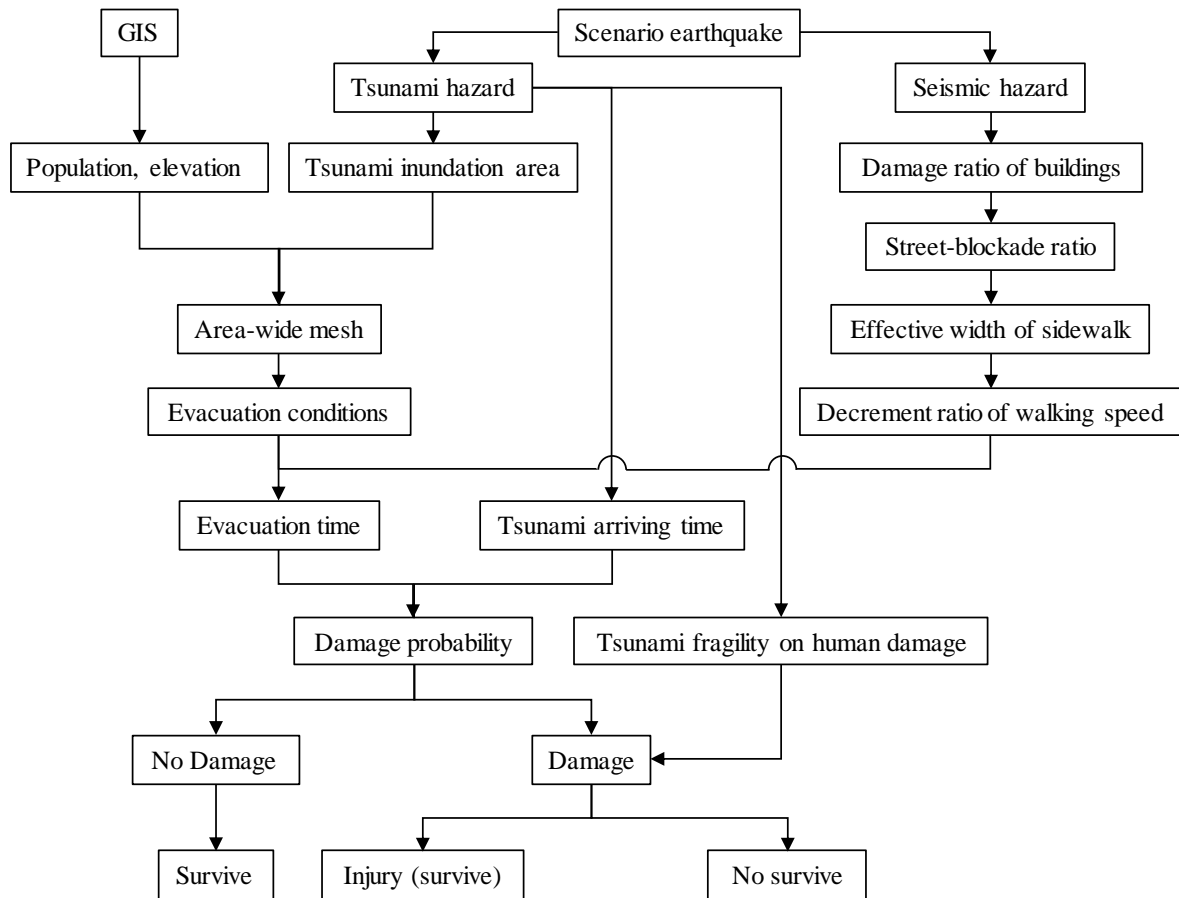 GIS
Scenario earthquake
Tsunami hazard
Seismic hazard
Population, elevation
Tsunami inundation area
Damage ratio of buildings
Street-blockade ratio
Area-wide mesh
Effective width of sidewalk
Evacuation conditions
Decrement ratio of walking speed
Evacuation time
Tsunami arriving time
Damage probability
Tsunami fragility on human damage
No Damage
Damage
Survive
Injury (survive)
No survive